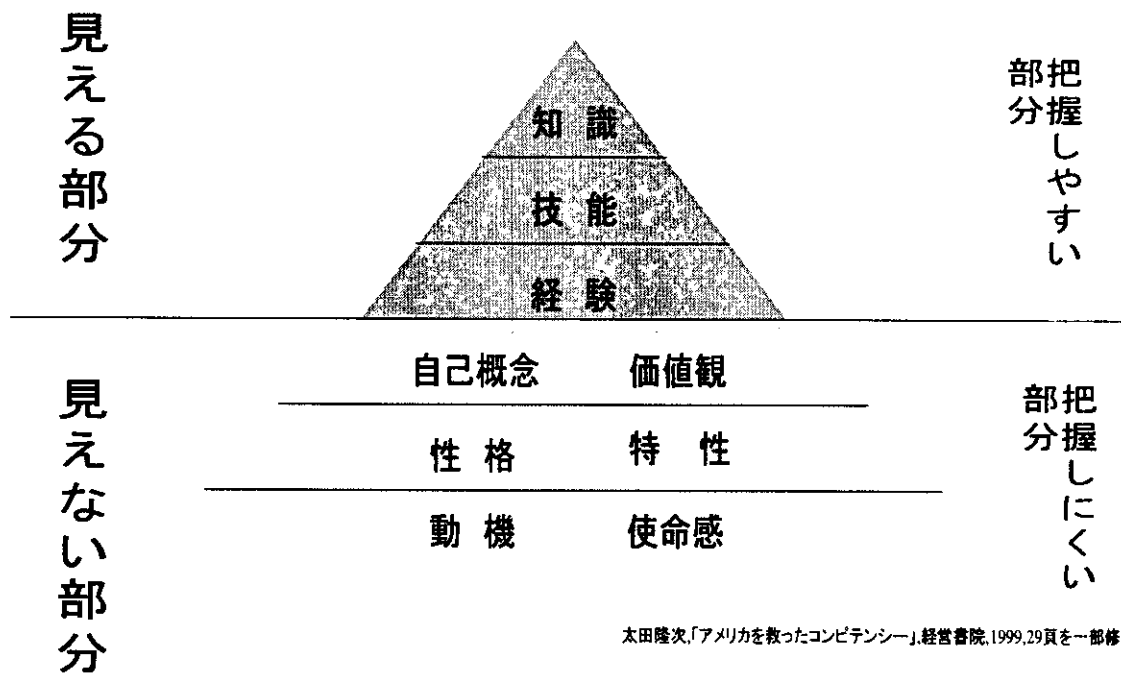 見える部分
把握しやすい
部分
知識
技能
経験
見えない部分
把握しにくい
部分
自己概念 価値観
性格 特性
動機 使命感
太田隆次,「アメリカを救ったコンピテンシー」,経営書院,1999,29頁を一部修